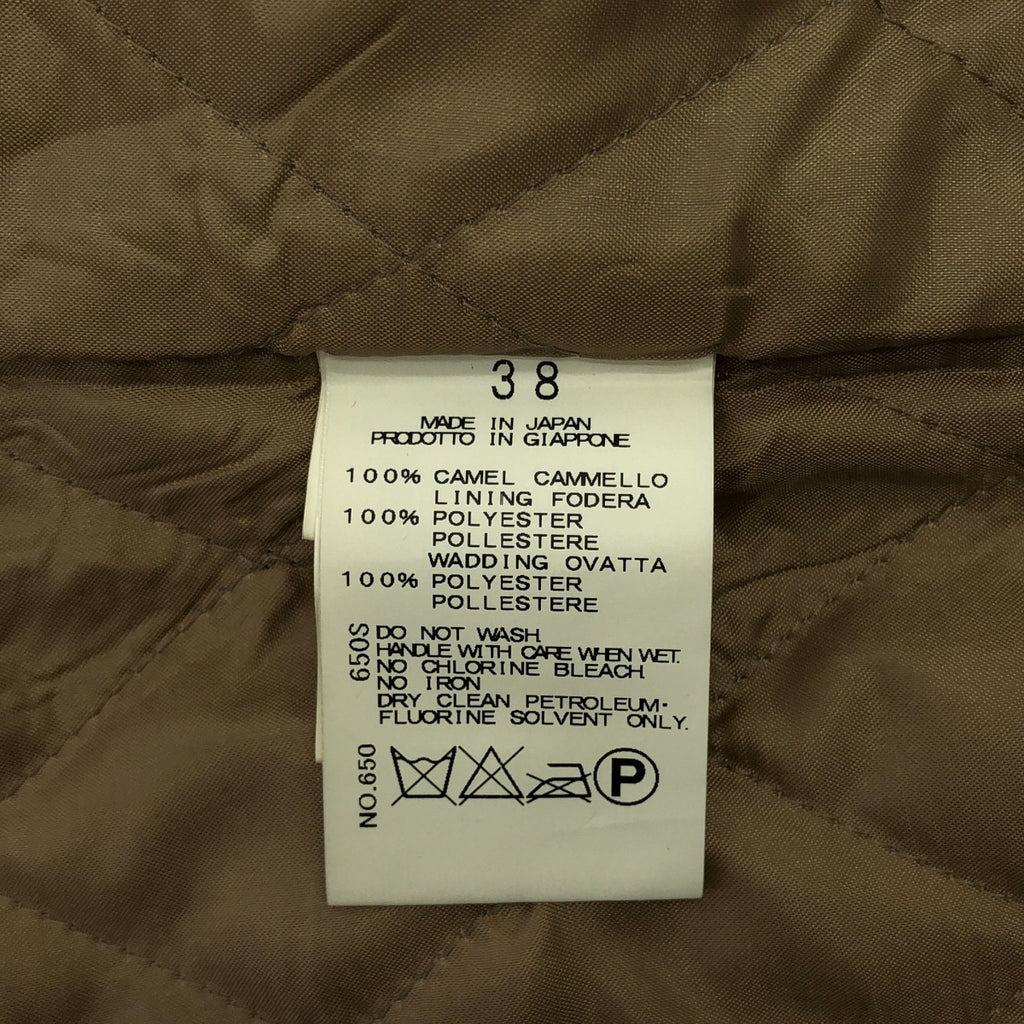 38
MADE IN JAPAN
PRODOTTO IN GIAPPONE
100% CAMEL CAMMELLO
LINING FODERA
100% POLYESTER
POLLESTERE
WADDING OVATTA
100% POLYESTER
POLLESTERE
650S
DO NOT WASH
HANDLE WITH CARE WHEN WET.
NO CHLORINE BLEACH
NO IRON
DRY CLEAN PETROLEUM·
FLUORINE SOLVENT ONLY.
NO.650
P